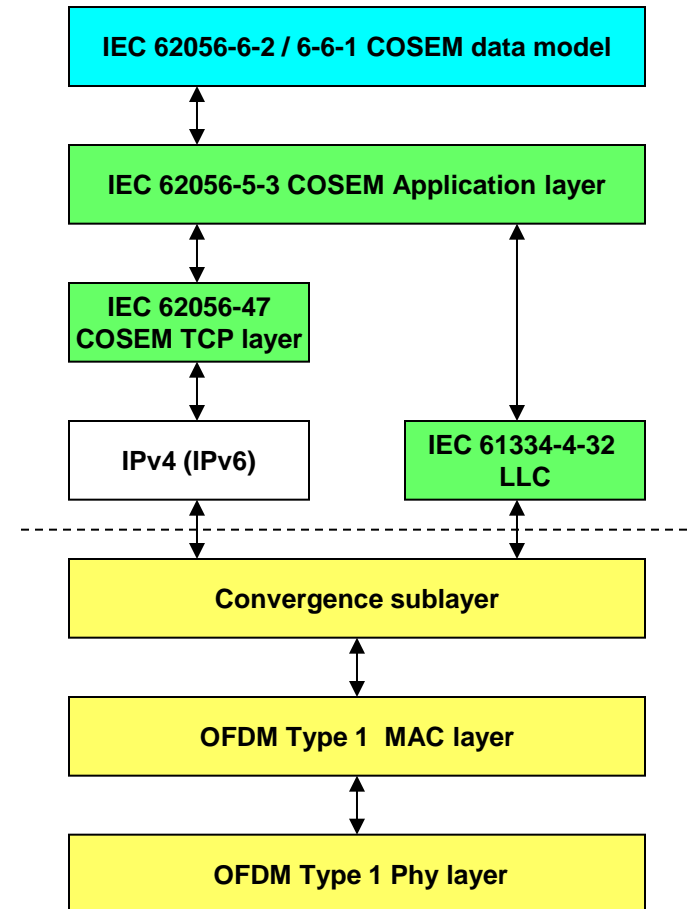 IEC 62056-6-2 / 6-6-1 COSEM data model
IEC 62056-5-3 COSEM Application layer
IEC 62056-47
COSEM TCP layer
IPv4 (IPv6)
IEC 61334-4-32
LLC
Convergence sublayer
OFDM Type 1 MAC layer
OFDM Type 1 Phy layer